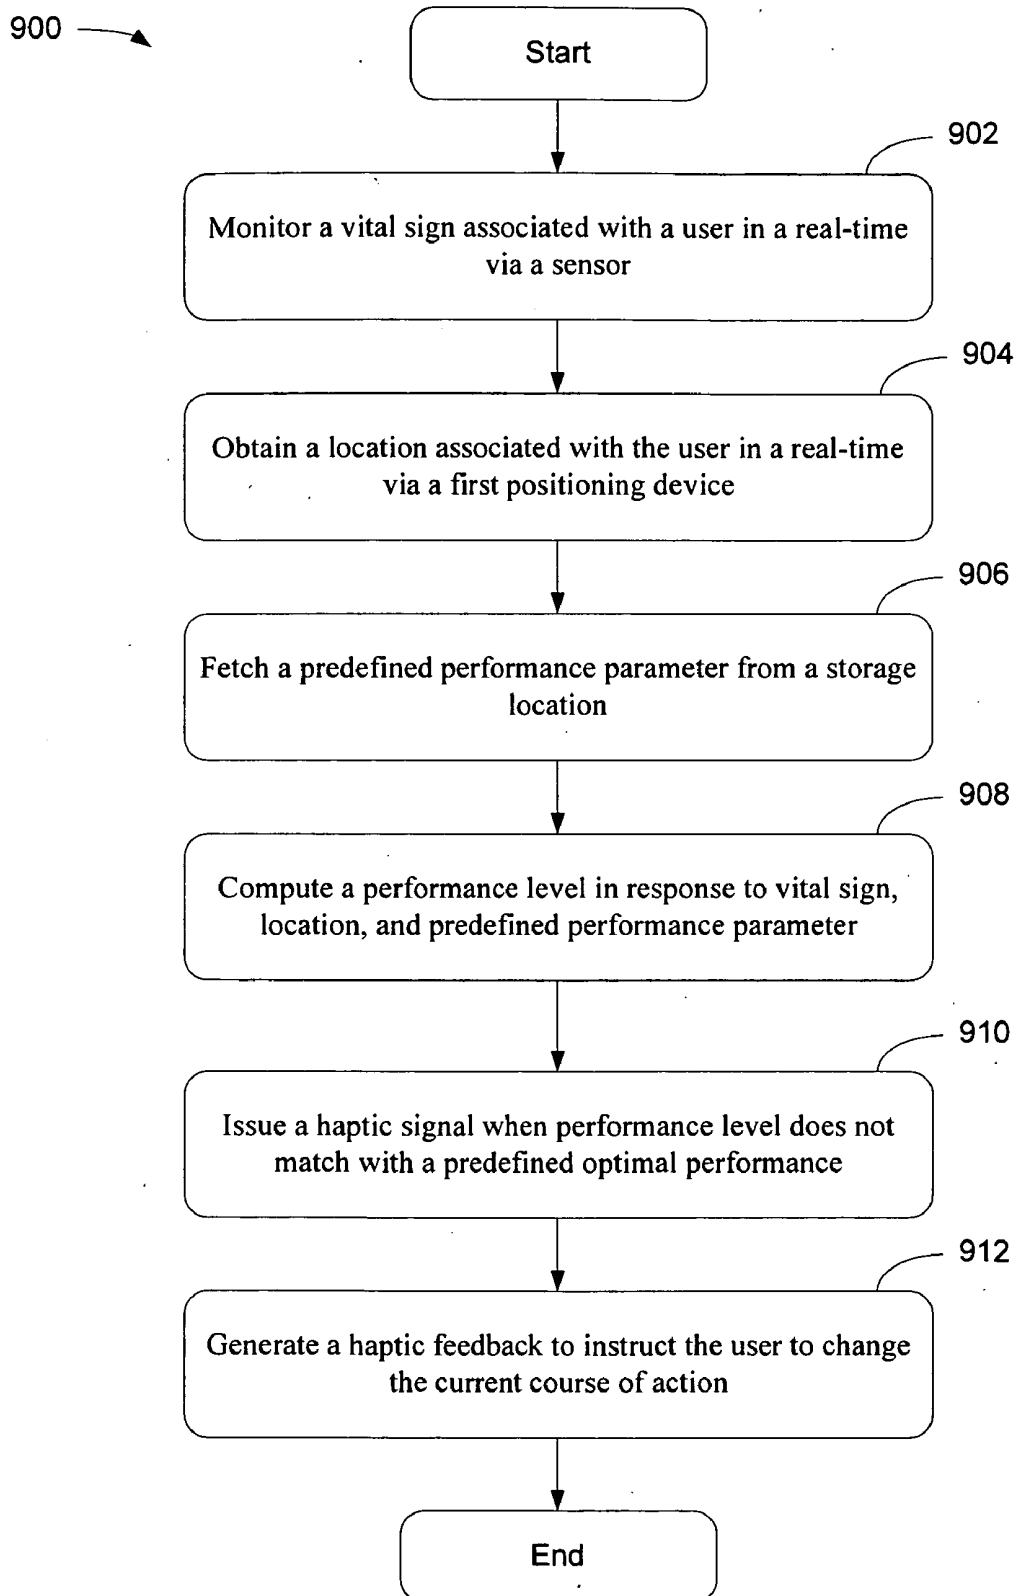 900
Start
902
Monitor a vital sign associated with a user in a real-time
via a sensor
904
Obtain a location associated with the user in a real-time
via a first positioning device
906
Fetch a predefined performance parameter from a storage
location
908
Compute a performance level in response to vital sign,
location, and predefined performance parameter
910
Issue a haptic signal when performance level does not
match with a predefined optimal performance
912
Generate a haptic feedback to instruct the user to change
the current course of action
End